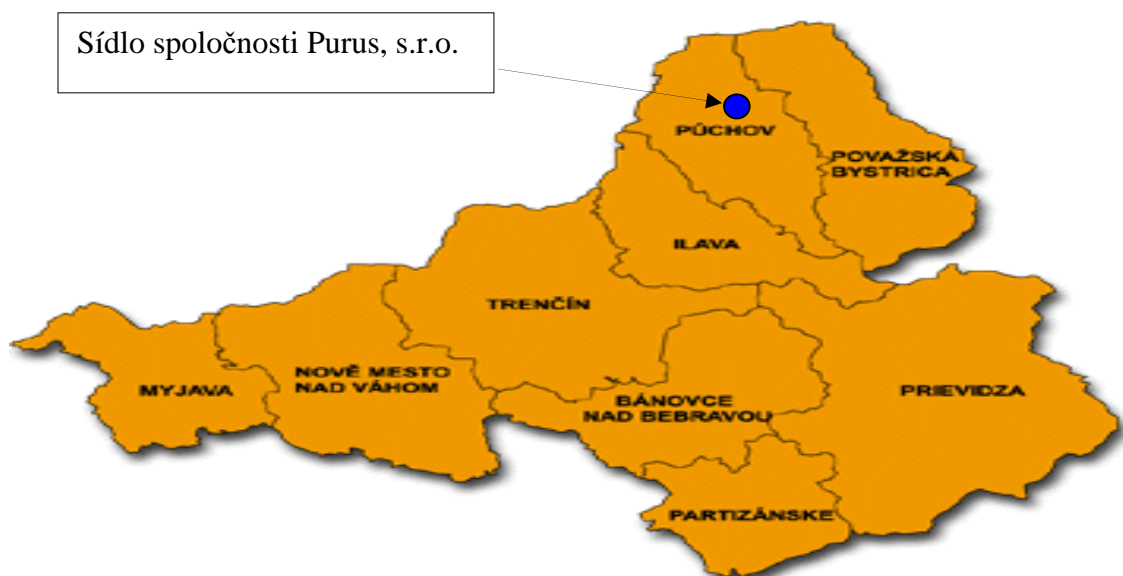 Sídlo spoločnosti Purus, s.r.o.
PÚCHOV
POVAŽSKÁ
BYSTRICA
ILAVA
TRENČÍN
NOVÉ MESTO
NAD VÁHOM
MYJAVA
BÁNOVCE
NAD BEBRAVOU
PRIEVIDZA
PARTIZÁNSKE